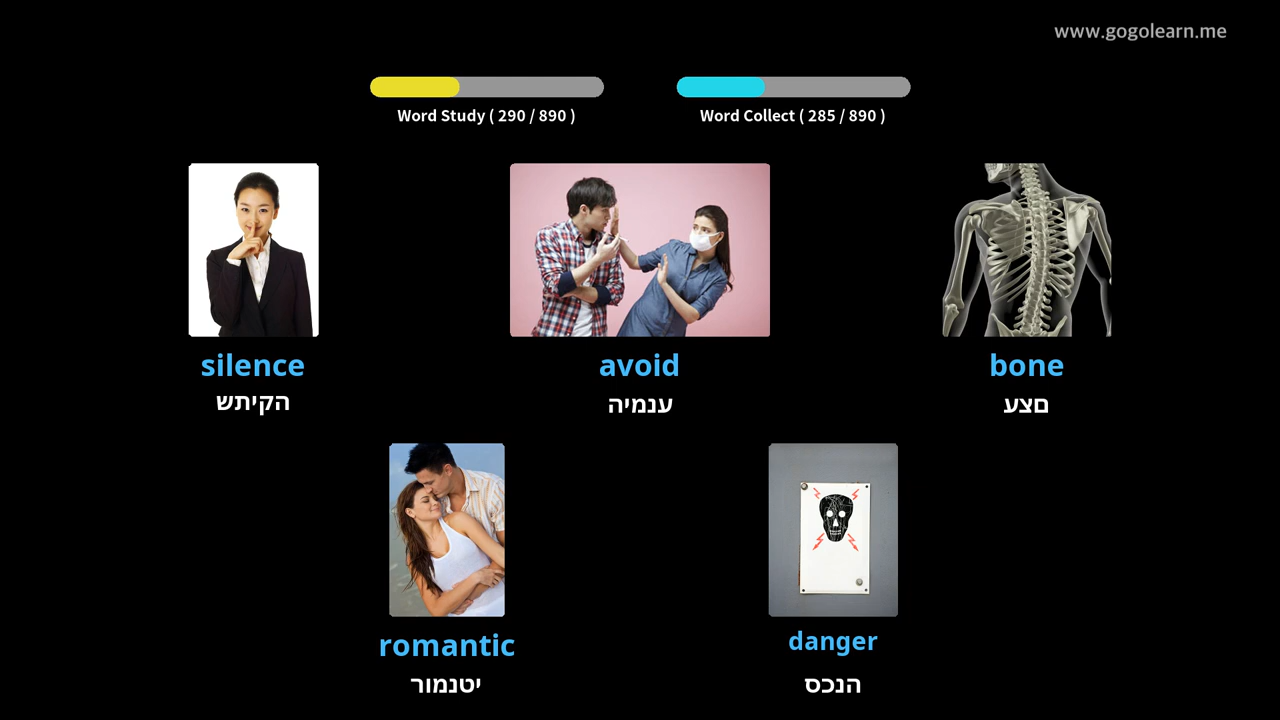 www.gogolearn.me
Word Study ( 290 / 890 )
Word Collect ( 285 / 890 )
silence
הקיתש
avoid
ענמיה
bone
םצע
romantic
יטנמור
danger
הנכס